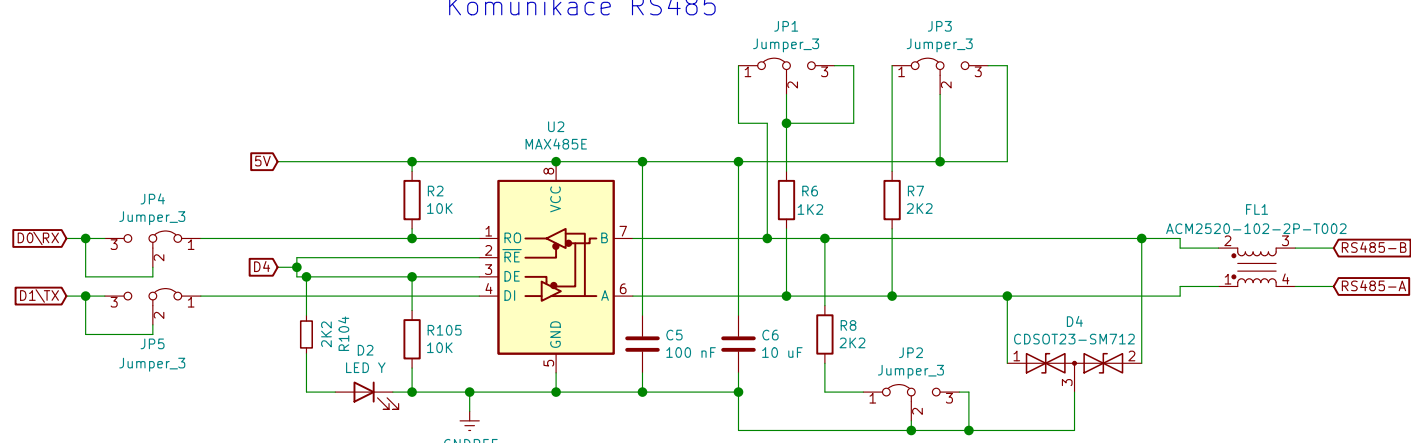 Komunikace RS485
JP1
Jumper_3
1
3
2
JP3
Jumper_3
1
3
2
U2
MAX485E
5V
8
VCC
R2
10K
R6
1K2
R7
2K2
JP4
Jumper_3
D0\RX
3
1
2
1
RO
B
7
2
RE
D4
3
DE
4
DI
A
6
GND
5
D1\TX
3
1
2
JP5
Jumper_3
2K2
R104
R105
10K
D2
LED Y
C5
100 nF
C6
10 uF
R8
2K2
JP2
Jumper_3
1
3
2
D4
CDSOT23-SM712
1
2
3
FL1
ACM2520-102-2P-T002
2
3
1
4
RS485-B
RS485-A